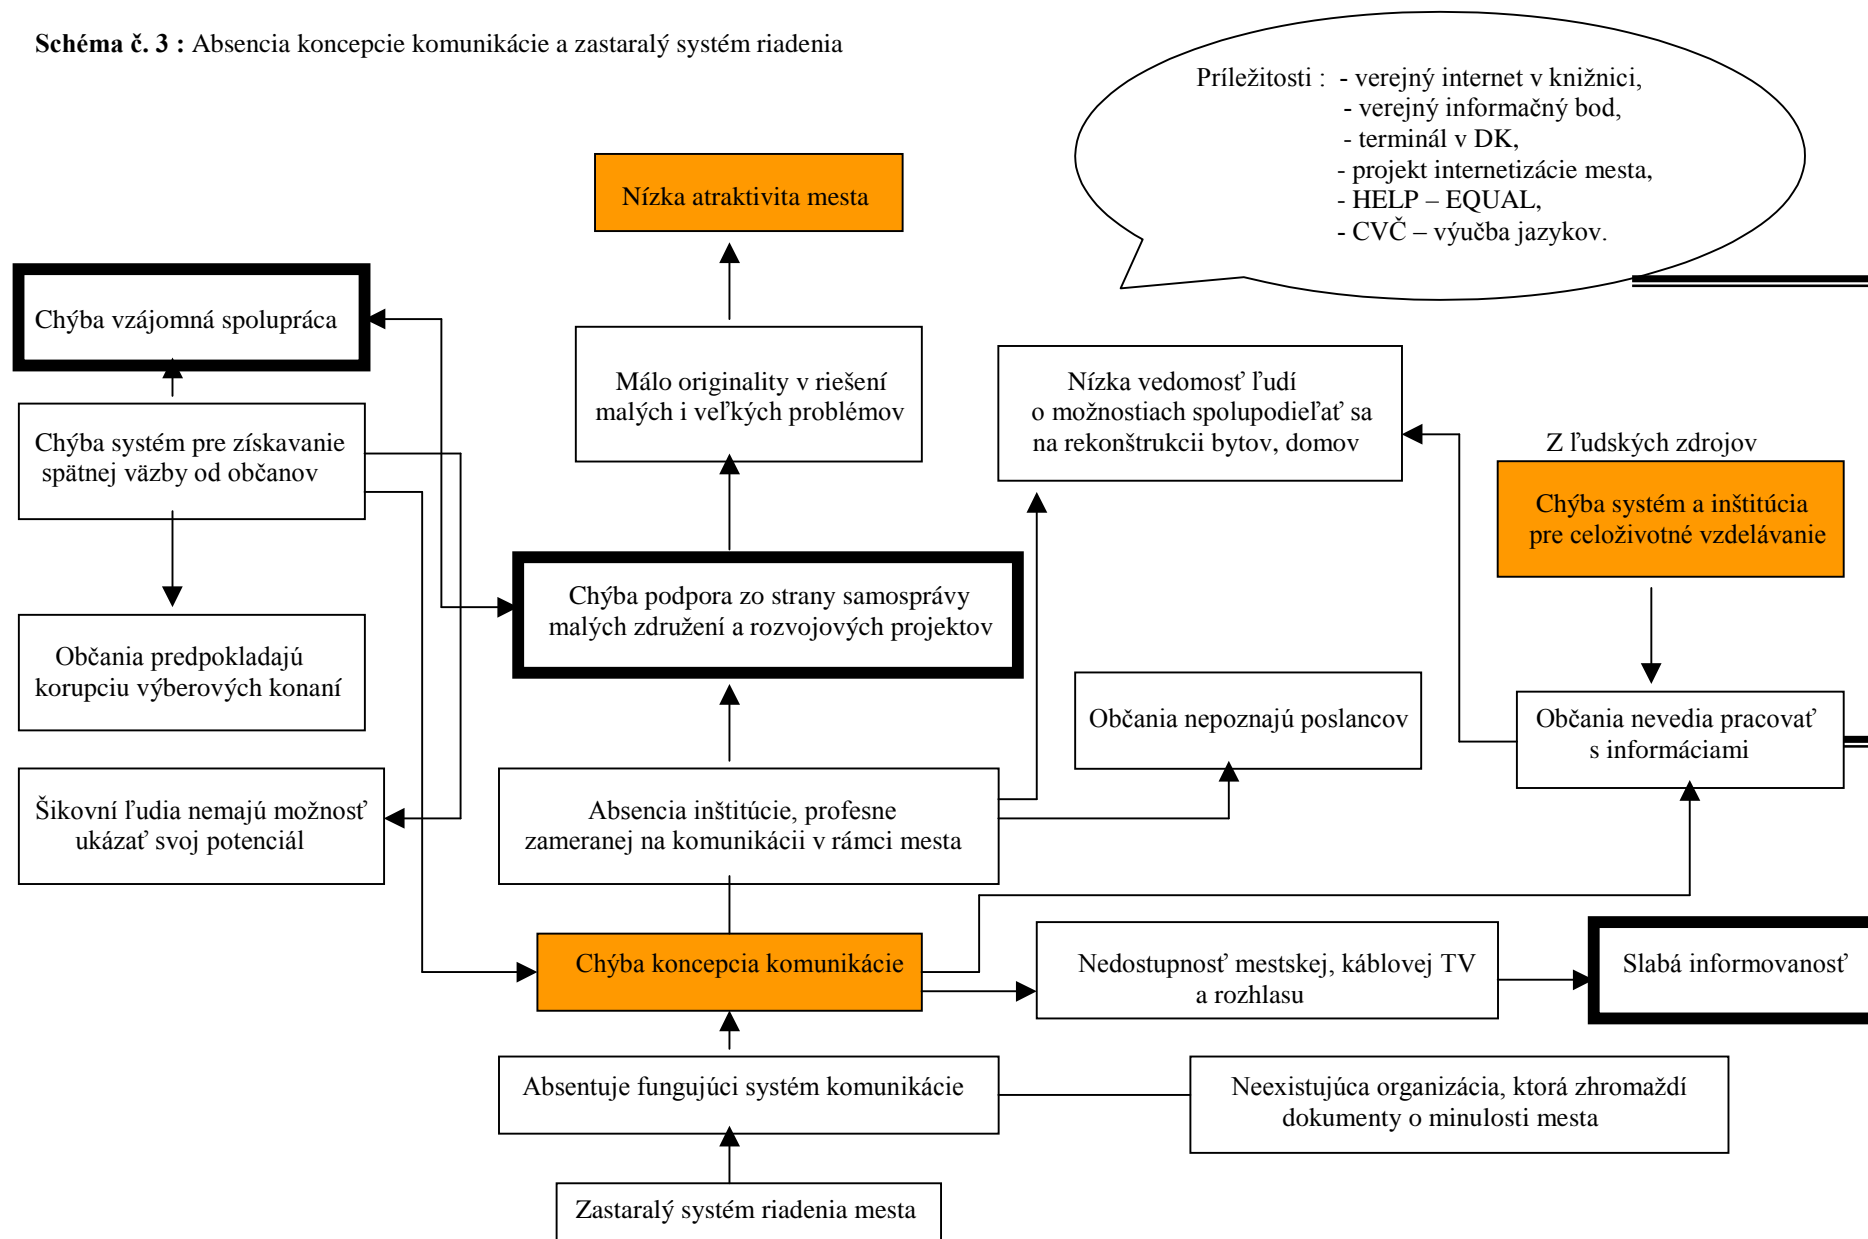 Schéma č. 3 : Absencia koncepcie komunikácie a zastaralý systém riadenia
Príležitosti : - verejný internet v knižnici,
- verejný informačný bod,
- terminál v DK,
- projekt internetizácie mesta,
- HELP – EQUAL,
- CVČ – výučba jazykov.
Nízka atraktivita mesta
Chýba vzájomná spolupráca
Málo originality v riešení
malých i veľkých problémov
Nízka vedomosť ľudí
o možnostiach spolupodieľať sa
na rekonštrukcii bytov, domov
Chýba systém pre získavanie
spätnej väzby od občanov
Z ľudských zdrojov
Chýba systém a inštitúcia
pre celoživotné vzdelávanie
Chýba podpora zo strany samosprávy
malých združení a rozvojových projektov
Občania predpokladajú
korupciu výberových konaní
Občania nepoznajú poslancov
Občania nevedia pracovať
s informáciami
Šikovní ľudia nemajú možnosť
ukázať svoj potenciál
Absencia inštitúcie, profesne
zameranej na komunikácii v rámci mesta
Chýba koncepcia komunikácie
Nedostupnosť mestskej, káblovej TV
a rozhlasu
Slabá informovanosť
Absentuje fungujúci systém komunikácie
Neexistujúca organizácia, ktorá zhromaždí
dokumenty o minulosti mesta
Zastaralý systém riadenia mesta